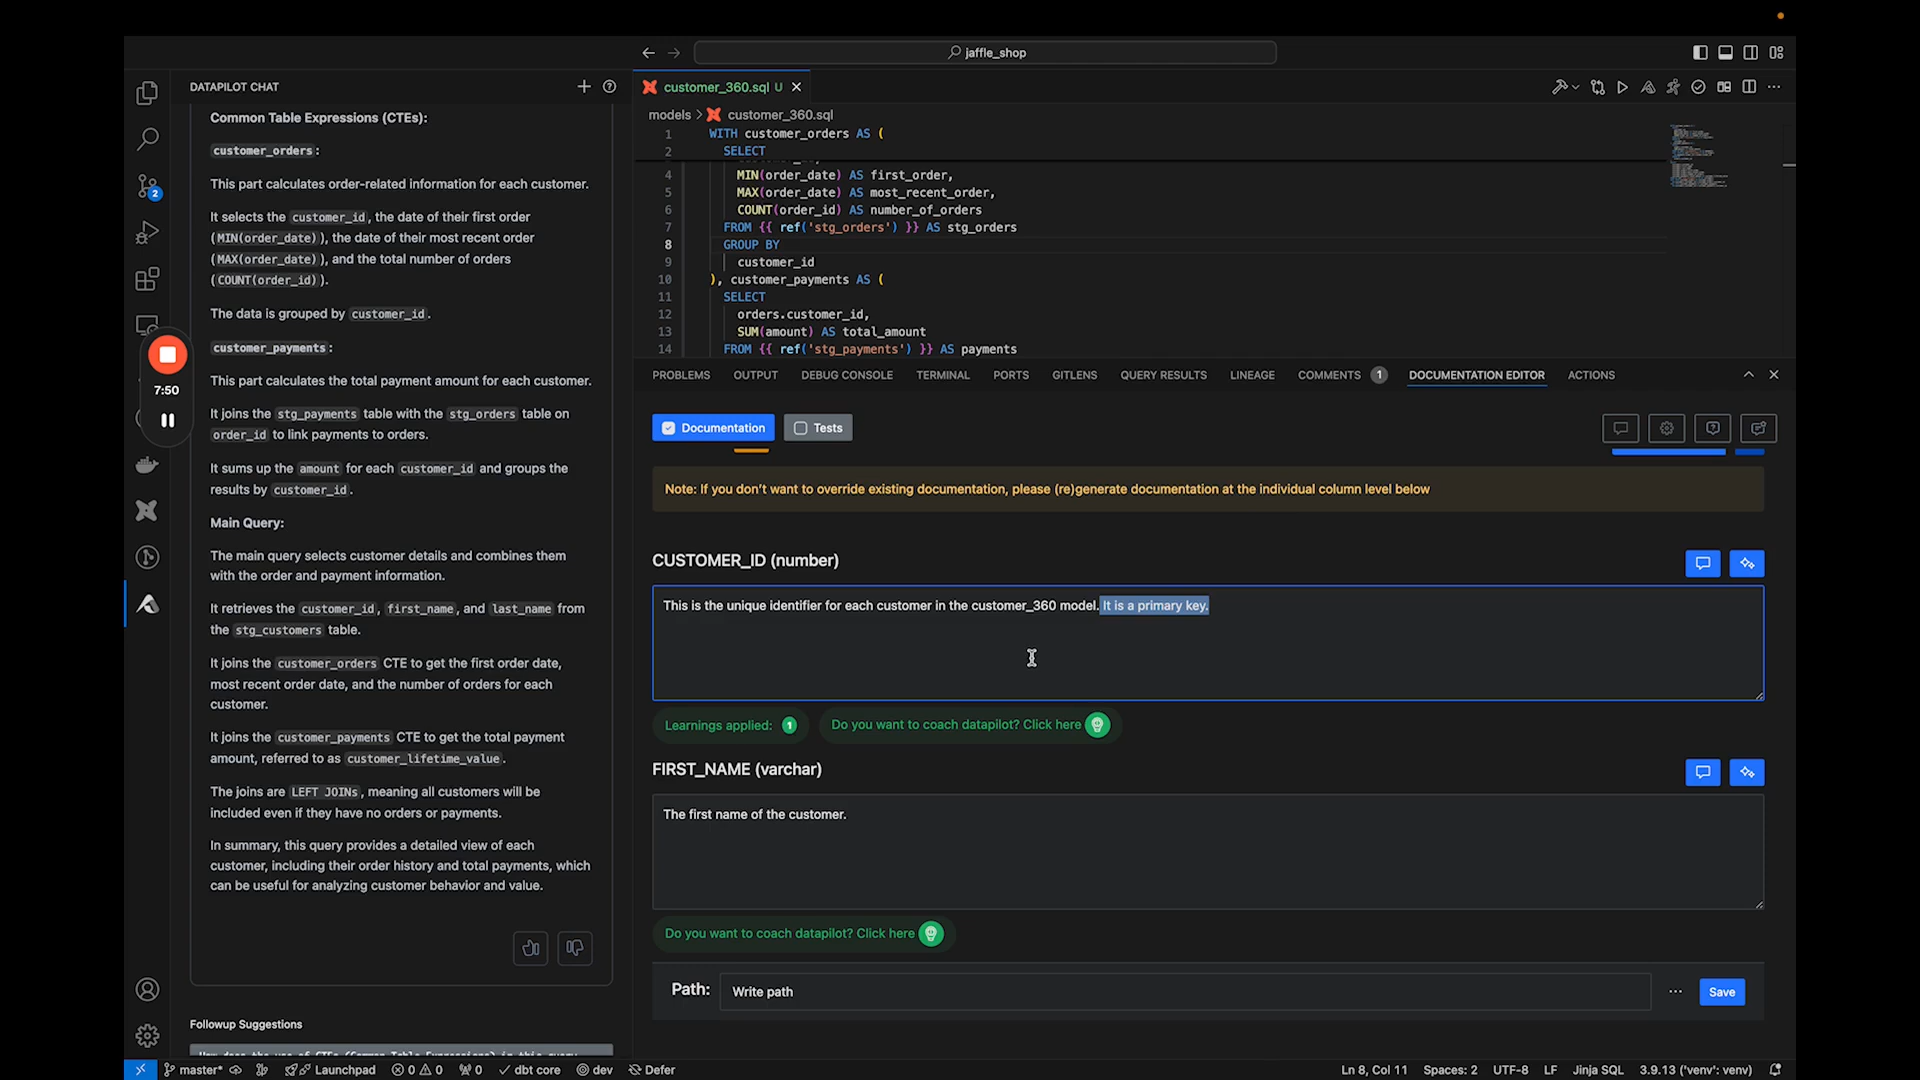 jaffle_shop
DATAPILOT CHAT
customer_360.sql U
models > customer_360.sql
Common Table Expressions (CTEs):
customer_orders:
This part calculates order-related information for each customer.
It selects the customer_id, the date of their first order
(MIN(order_date)), the date of their most recent order
(MAX(order_date)), and the total number of orders
(COUNT(order_id)).
The data is grouped by customer_id.
customer_payments:
This part calculates the total payment amount for each customer.
It joins the stg_payments table with the stg_orders table on
order_id to link payments to orders.
It sums up the amount for each customer_id and groups the
results by customer_id.
Main Query:
The main query selects customer details and combines them
with the order and payment information.
It retrieves the customer_id, first_name, and last_name from
the stg_customers table.
It joins the customer_orders CTE to get the first order date,
most recent order date, and the number of orders for each
customer.
It joins the customer_payments CTE to get the total payment
amount, referred to as customer_lifetime_value.
The joins are LEFT JOINs, meaning all customers will be
included even if they have no orders or payments.
In summary, this query provides a detailed view of each
customer, including their order history and total payments, which
can be useful for analyzing customer behavior and value.
Followup Suggestions
2
7:50
1 WITH customer_orders AS (
2 SELECT
4 MIN(order_date) AS first_order,
5 MAX(order_date) AS most_recent_order,
6 COUNT(order_id) AS number_of_orders
7 FROM {{ ref('stg_orders') }} AS stg_orders
8 GROUP BY
9 customer_id
10 ), customer_payments AS (
11 SELECT
12 orders.customer_id,
13 SUM(amount) AS total_amount
14 FROM {{ ref('stg_payments') }} AS payments
PROBLEMS OUTPUT DEBUG CONSOLE TERMINAL PORTS GITLENS QUERY RESULTS LINEAGE COMMENTS 1 DOCUMENTATION EDITOR ACTIONS
Documentation Tests
Note: If you don't want to override existing documentation, please (re)generate documentation at the individual column level below
CUSTOMER_ID (number)
This is the unique identifier for each customer in the customer_360 model. It is a primary key.
Learnings applied: 1 Do you want to coach datapilot? Click here
FIRST_NAME (varchar)
The first name of the customer.
Do you want to coach datapilot? Click here
Path: Write path ... Save
master* Launchpad 0 0 0 dbt core dev Defer Ln 8, Col 11 Spaces: 2 UTF-8 LF Jinja SQL 3.9.13 ('venv': venv)